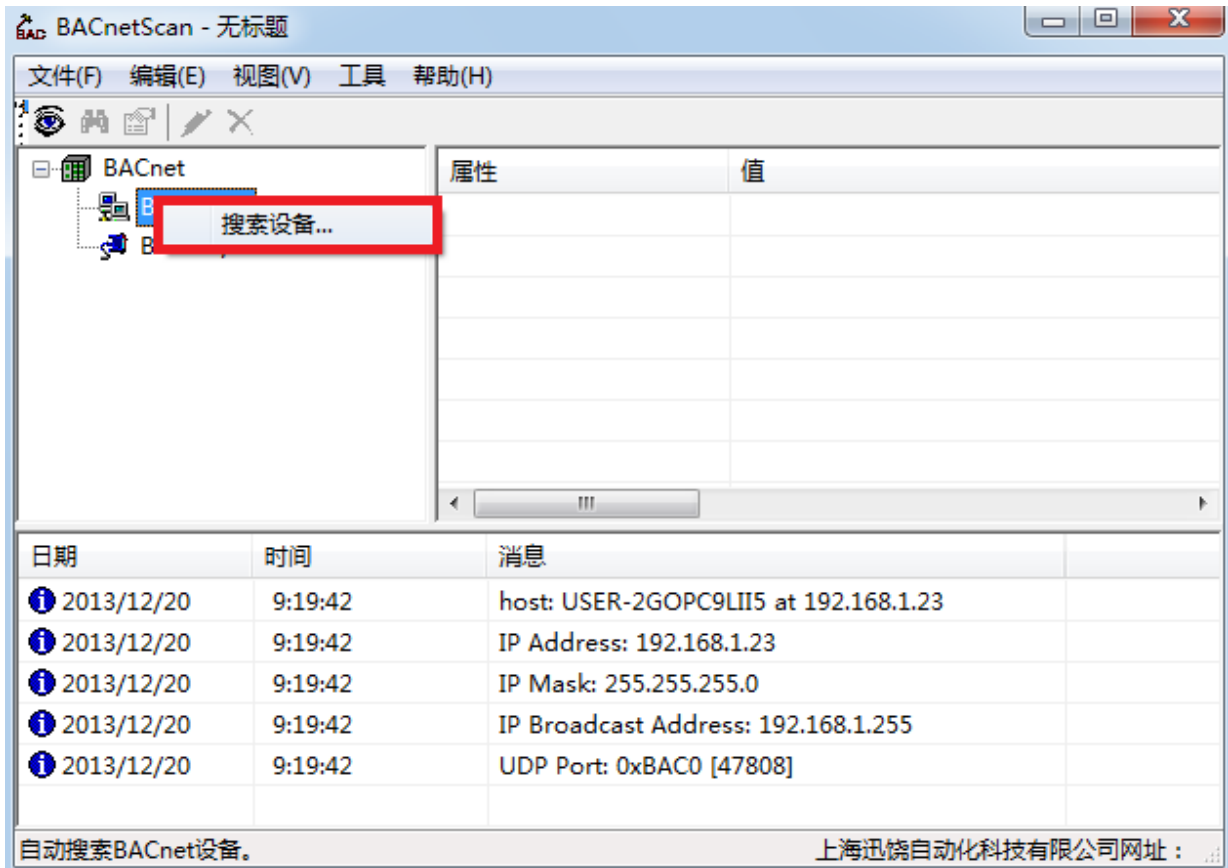 BACnetScan - 无标题
文件(F) 编辑(E) 视图(V) 工具 帮助(H)
BACnet
搜索设备...
属性 值
日期 时间 消息
2013/12/20 9:19:42 host: USER-2GOPC9LII5 at 192.168.1.23
2013/12/20 9:19:42 IP Address: 192.168.1.23
2013/12/20 9:19:42 IP Mask: 255.255.255.0
2013/12/20 9:19:42 IP Broadcast Address: 192.168.1.255
2013/12/20 9:19:42 UDP Port: 0xBAC0 [47808]
自动搜索BACnet设备。 上海迅饶自动化科技有限公司网址：